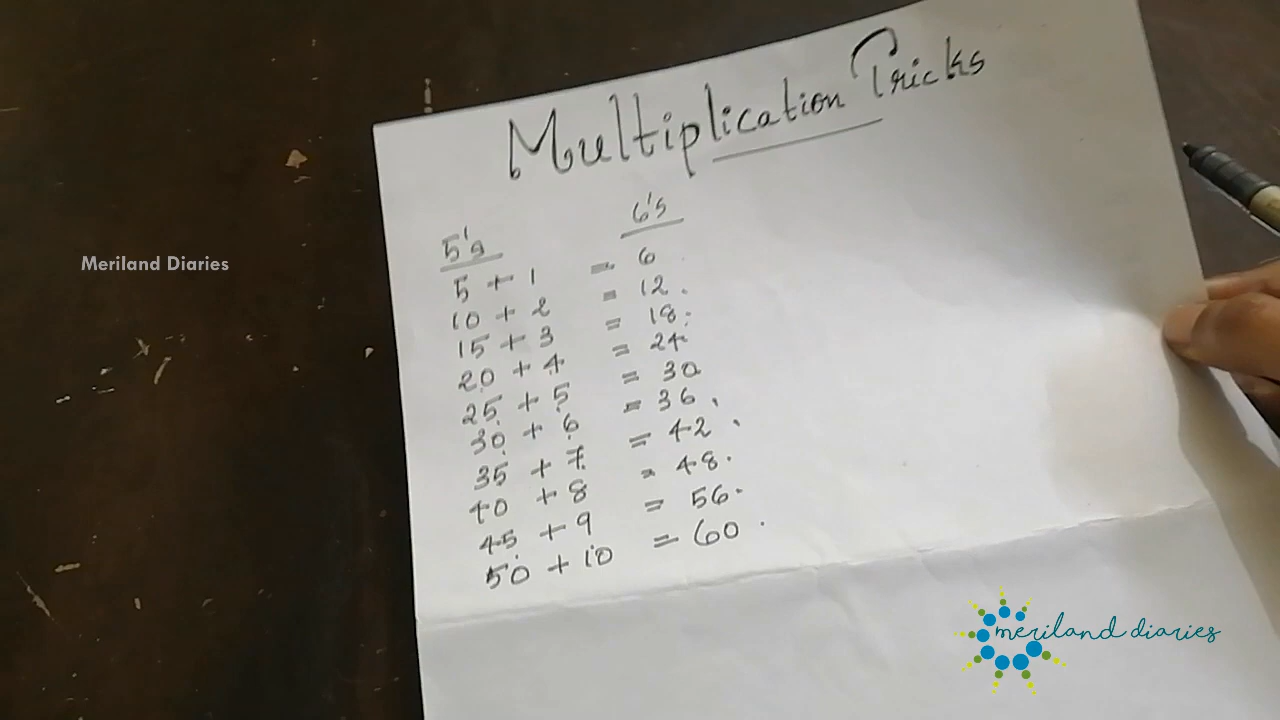 Multiplication Tricks
5's 6's
5 + 1 = 6
10 + 2 = 12.
15 + 3 = 18.
20 + 4 = 24.
25 + 5 = 30
30 + 6 = 36.
35 + 7 = 42.
40 + 8 = 48.
45 + 9 = 56.
50 + 10 = 60.
Meriland Diaries
meriland diaries